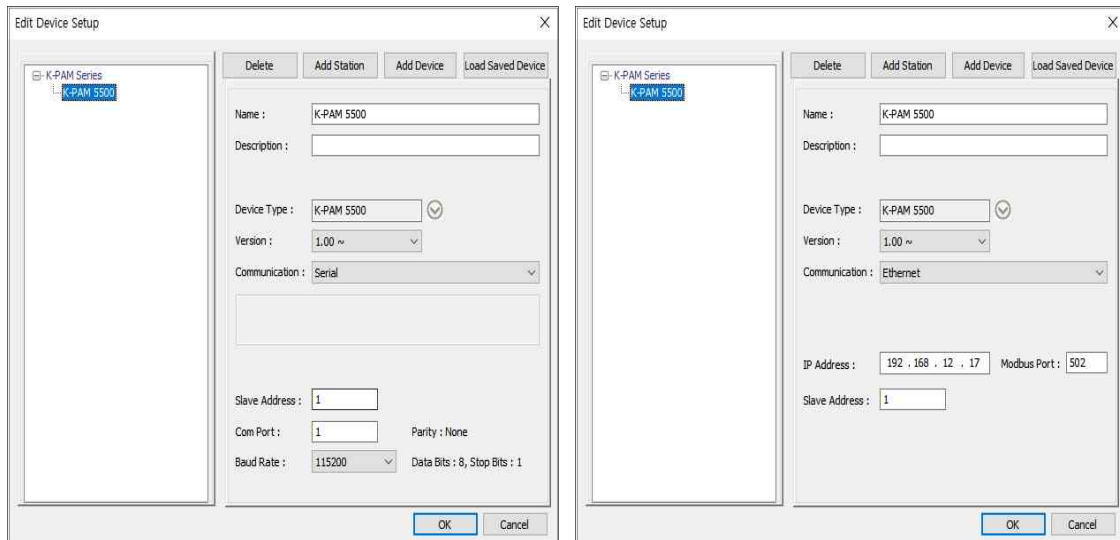 Edit Device Setup
K-PAM Series
K-PAM 5500
Delete
Add Station
Add Device
Load Saved Device
Name :
K-PAM 5500
Description :
Device Type :
K-PAM 5500
Version :
1.00 ~
Communication :
Serial
Slave Address :
1
Com Port :
1
Parity : None
Baud Rate :
115200
Data Bits : 8, Stop Bits : 1
OK
Cancel
Edit Device Setup
K-PAM Series
K-PAM 5500
Delete
Add Station
Add Device
Load Saved Device
Name :
K-PAM 5500
Description :
Device Type :
K-PAM 5500
Version :
1.00 ~
Communication :
Ethernet
IP Address :
192 . 168 . 12 . 17
Modbus Port :
502
Slave Address :
1
OK
Cancel